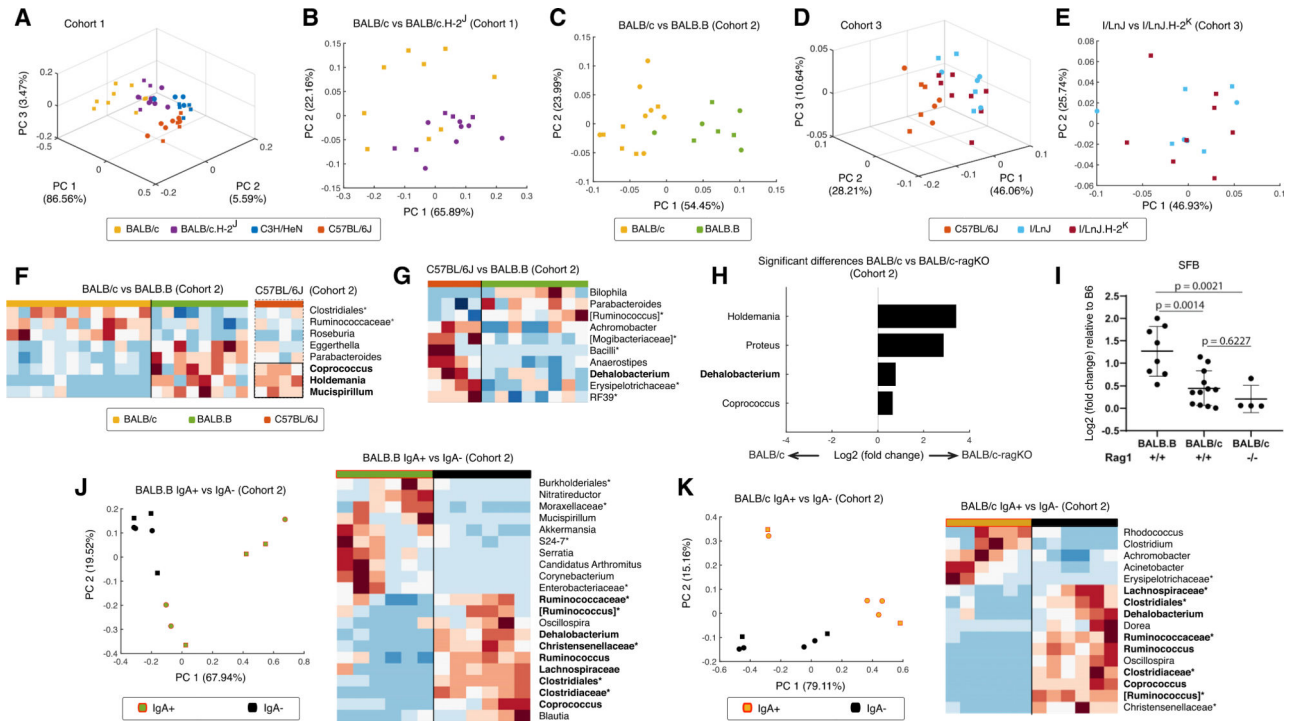 A
Cohort 1
PC 3 (3.47%)
0.2
0
-0.2
-0.5
0
0.5
-0.2
0
0.2
PC 1
(86.56%)
PC 2
(5.59%)
B
BALB/c vs BALB/c.H-2J (Cohort 1)
PC 2 (22.16%)
0.15
0.1
0.05
0
-0.05
-0.1
-0.15
-0.3 -0.2 -0.1 0 0.1 0.2 0.3
PC 1 (65.89%)
BALB/c BALB/c.H-2J C3H/HeN C57BL/6J
C
BALB/c vs BALB.B (Cohort 2)
PC 2 (23.99%)
0.15
0.1
0.05
0
-0.05
-0.1
-0.1 -0.05 0 0.05 0.1
PC 1 (54.45%)
BALB/c BALB.B
D
Cohort 3
PC 3 (10.64%)
0.05
0
-0.05
0.1
0
-0.1
-0.2
-0.1
0
0.1
PC 2
(28.21%)
PC 1
(46.06%)
E
I/LnJ vs I/LnJ.H-2K (Cohort 3)
PC 2 (25.74%)
0.08
0.06
0.04
0.02
0
-0.02
-0.04
-0.06
-0.1 -0.05 0 0.05 0.1
PC 1 (46.93%)
C57BL/6J I/LnJ I/LnJ.H-2K
F
BALB/c vs BALB.B (Cohort 2)
C57BL/6J
(Cohort 2)
Clostridiales*
Ruminococcaceae*
Roseburia
Eggerthella
Parabacteroides
Coprococcus
Holdemania
Mucispirillum
BALB/c BALB.B C57BL/6J
G
C57BL/6J vs BALB.B (Cohort 2)
Bilophila
Parabacteroides
[Ruminococcus]*
Achromobacter
[Mogibacteriaceae]*
Bacilli*
Anaerostipes
Dehalobacterium
Erysipelotrichaceae*
RF39*
H
Significant differences BALB/c vs BALB/c-ragKO
(Cohort 2)
Holdemania
Proteus
Dehalobacterium
Coprococcus
-4 -2 0 2 4
BALB/c ← Log2 (fold change) → BALB/c-ragKO
I
SFB
Log2 (fold change) relative to B6
2.5
2.0
1.5
1.0
0.5
0.0
-0.5
p = 0.0021
p = 0.0014
p = 0.6227
BALB.B BALB/c BALB/c
Rag1 +/+ +/+ -/-
J
BALB.B IgA+ vs IgA- (Cohort 2)
PC 2 (19.52%)
0.2
0.1
0
-0.1
-0.2
-0.3
-0.4
-0.4 -0.2 0 0.2 0.4 0.6 0.8
PC 1 (67.94%)
IgA+ IgA-
BALB.B IgA+ vs IgA- (Cohort 2)
Burkholderiales*
Nitratireductor
Moraxellaceae*
Mucispirillum
Akkermansia
S24-7*
Serratia
Candidatus Arthromitus
Corynebacterium
Enterobacteriaceae*
Ruminococcaceae*
[Ruminococcus]*
Oscillospira
Dehalobacterium
Christensenellaceae*
Ruminococcus
Lachnospiraceae
Clostridiales*
Clostridiaceae*
Coprococcus
Blautia
K
BALB/c IgA+ vs IgA- (Cohort 2)
PC 2 (15.16%)
0.4
0.3
0.2
0.1
0
-0.1
-0.2
-0.6 -0.4 -0.2 0 0.2 0.4 0.6
PC 1 (79.11%)
IgA+ IgA-
BALB/c IgA+ vs IgA- (Cohort 2)
Rhodococcus
Clostridium
Achromobacter
Acinetobacter
Erysipelotrichaceae*
Lachnospiraceae*
Clostridiales*
Dehalobacterium
Dorea
Ruminococcaceae*
Ruminococcus
Oscillospira
Clostridiaceae*
Coprococcus
[Ruminococcus]*
Christensenellaceae*